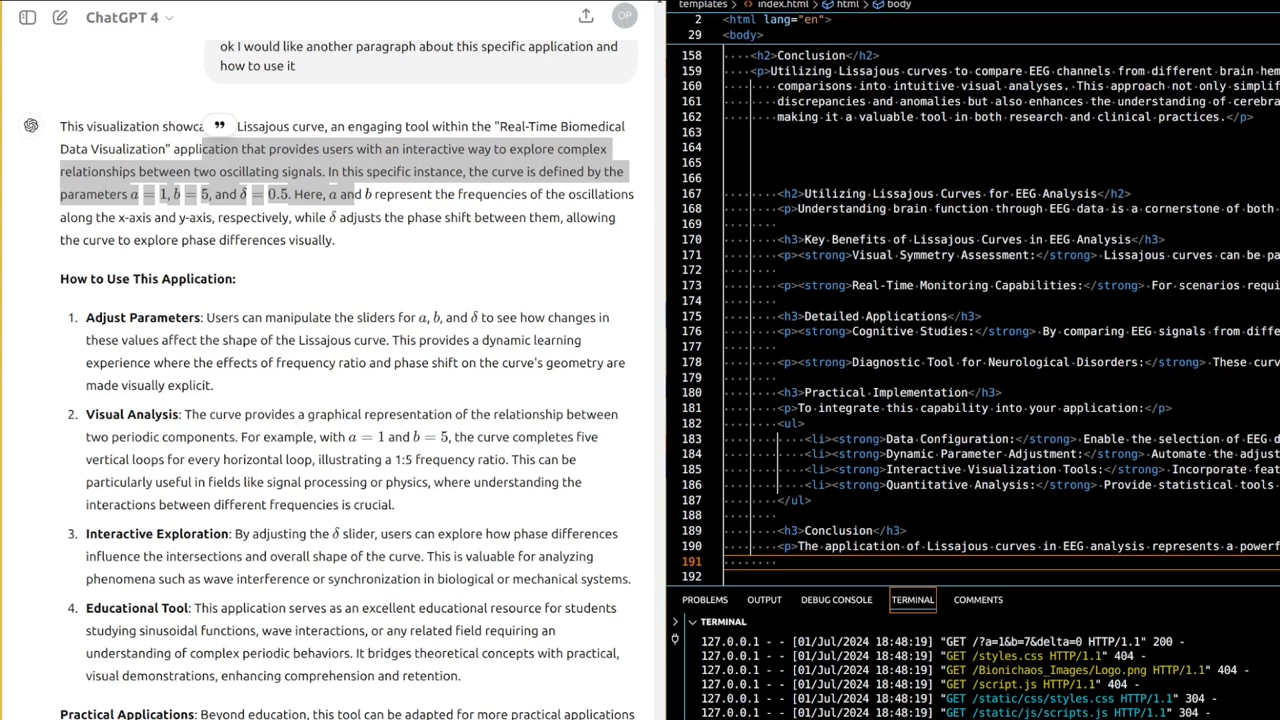 ChatGPT 4
OP
ok I would like another paragraph about this specific application and
how to use it
This visualization showca Lissajous curve, an engaging tool within the "Real-Time Biomedical
Data Visualization" application that provides users with an interactive way to explore complex
relationships between two oscillating signals. In this specific instance, the curve is defined by the
parameters a = 1, b = 5, and δ = 0.5. Here, a and b represent the frequencies of the oscillations
along the x-axis and y-axis, respectively, while δ adjusts the phase shift between them, allowing
the curve to explore phase differences visually.
How to Use This Application:
1. Adjust Parameters: Users can manipulate the sliders for a, b, and δ to see how changes in
these values affect the shape of the Lissajous curve. This provides a dynamic learning
experience where the effects of frequency ratio and phase shift on the curve's geometry are
made visually explicit.
2. Visual Analysis: The curve provides a graphical representation of the relationship between
two periodic components. For example, with a = 1 and b = 5, the curve completes five
vertical loops for every horizontal loop, illustrating a 1:5 frequency ratio. This can be
particularly useful in fields like signal processing or physics, where understanding the
interactions between different frequencies is crucial.
3. Interactive Exploration: By adjusting the δ slider, users can explore how phase differences
influence the intersections and overall shape of the curve. This is valuable for analyzing
phenomena such as wave interference or synchronization in biological or mechanical systems.
4. Educational Tool: This application serves as an excellent educational resource for students
studying sinusoidal functions, wave interactions, or any related field requiring an
understanding of complex periodic behaviors. It bridges theoretical concepts with practical,
visual demonstrations, enhancing comprehension and retention.
Practical Applications: Beyond education, this tool can be adapted for more practical applications
templates > index.html > html > body
2 <html lang="en">
29 <body>
158 <h2>Conclusion</h2>
159 <p>Utilizing Lissajous curves to compare EEG channels from different brain hem
160 comparisons into intuitive visual analyses. This approach not only simplif
161 discrepancies and anomalies but also enhances the understanding of cerebra
162 making it a valuable tool in both research and clinical practices.</p>
163
164
165
166
167 <h2>Utilizing Lissajous Curves for EEG Analysis</h2>
168 <p>Understanding brain function through EEG data is a cornerstone of both
169
170 <h3>Key Benefits of Lissajous Curves in EEG Analysis</h3>
171 <p><strong>Visual Symmetry Assessment:</strong> Lissajous curves can be pa
172
173 <p><strong>Real-Time Monitoring Capabilities:</strong> For scenarios requi
174
175 <h3>Detailed Applications</h3>
176 <p><strong>Cognitive Studies:</strong> By comparing EEG signals from diffe
177
178 <p><strong>Diagnostic Tool for Neurological Disorders:</strong> These curv
179
180 <h3>Practical Implementation</h3>
181 <p>To integrate this capability into your application:</p>
182 <ul>
183 <li><strong>Data Configuration:</strong> Enable the selection of EEG d
184 <li><strong>Dynamic Parameter Adjustment:</strong> Automate the adjust
185 <li><strong>Interactive Visualization Tools:</strong> Incorporate feat
186 <li><strong>Quantitative Analysis:</strong> Provide statistical tools
187 </ul>
188
189 <h3>Conclusion</h3>
190 <p>The application of Lissajous curves in EEG analysis represents a powerf
191
192
PROBLEMS OUTPUT DEBUG CONSOLE TERMINAL COMMENTS
TERMINAL
127.0.0.1 - - [01/Jul/2024 18:48:19] "GET /?a=1&b=7&delta=0 HTTP/1.1" 200 -
127.0.0.1 - - [01/Jul/2024 18:48:19] "GET /styles.css HTTP/1.1" 404 -
127.0.0.1 - - [01/Jul/2024 18:48:19] "GET /Bionichaos_Images/Logo.png HTTP/1.1" 404 -
127.0.0.1 - - [01/Jul/2024 18:48:19] "GET /script.js HTTP/1.1" 404 -
127.0.0.1 - - [01/Jul/2024 18:48:19] "GET /static/css/styles.css HTTP/1.1" 304 -
127.0.0.1 - - [01/Jul/2024 18:48:19] "GET /static/js/scripts.js HTTP/1.1" 304 -